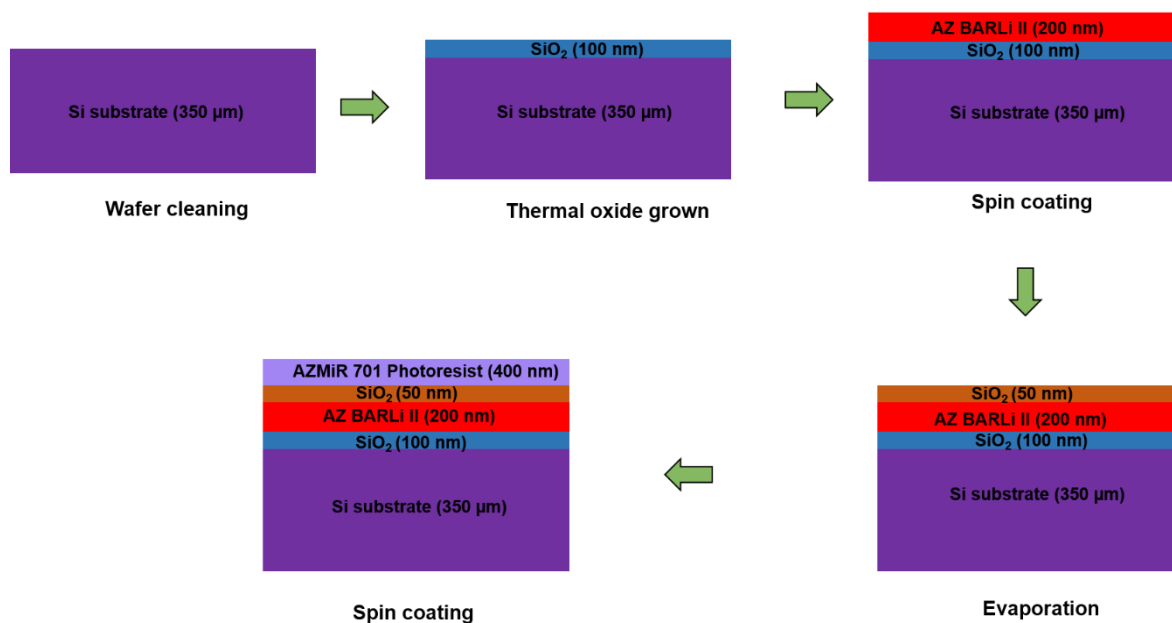 Si substrate (350 µm)
Wafer cleaning
SiO₂ (100 nm)
Si substrate (350 µm)
Thermal oxide grown
AZ BARLi II (200 nm)
SiO₂ (100 nm)
Si substrate (350 µm)
Spin coating
SiO₂ (50 nm)
AZ BARLi II (200 nm)
SiO₂ (100 nm)
Si substrate (350 µm)
Evaporation
AZMiR 701 Photoresist (400 nm)
SiO₂ (50 nm)
AZ BARLi II (200 nm)
SiO₂ (100 nm)
Si substrate (350 µm)
Spin coating